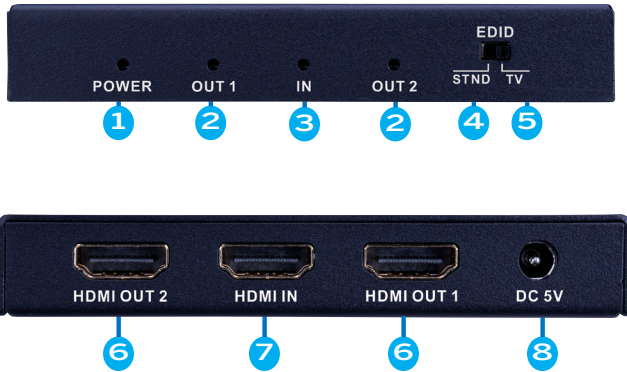 EDID
POWER OUT 1 IN OUT 2 STND TV
1 2 3 2 4 5
HDMI OUT 2 HDMI IN HDMI OUT 1 DC 5V
6 7 6 8